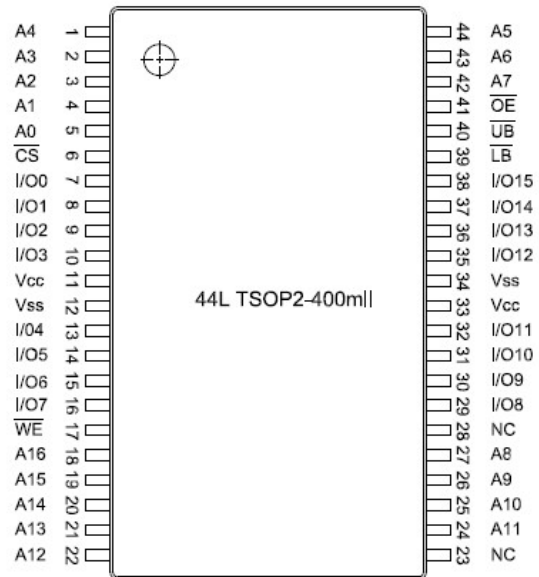 A4 1 44 A5
A3 2 43 A6
A2 3 42 A7
A1 4 41 OE
A0 5 40 UB
CS 6 39 LB
I/O0 7 38 I/O15
I/O1 8 37 I/O14
I/O2 9 36 I/O13
I/O3 10 35 I/O12
Vcc 11 34 Vss
Vss 12 33 Vcc
44L TSOP2-400mll
I/04 13 32 I/O11
I/O5 14 31 I/O10
I/O6 15 30 I/O9
I/O7 16 29 I/O8
WE 17 28 NC
A16 18 27 A8
A15 19 26 A9
A14 20 25 A10
A13 21 24 A11
A12 22 23 NC